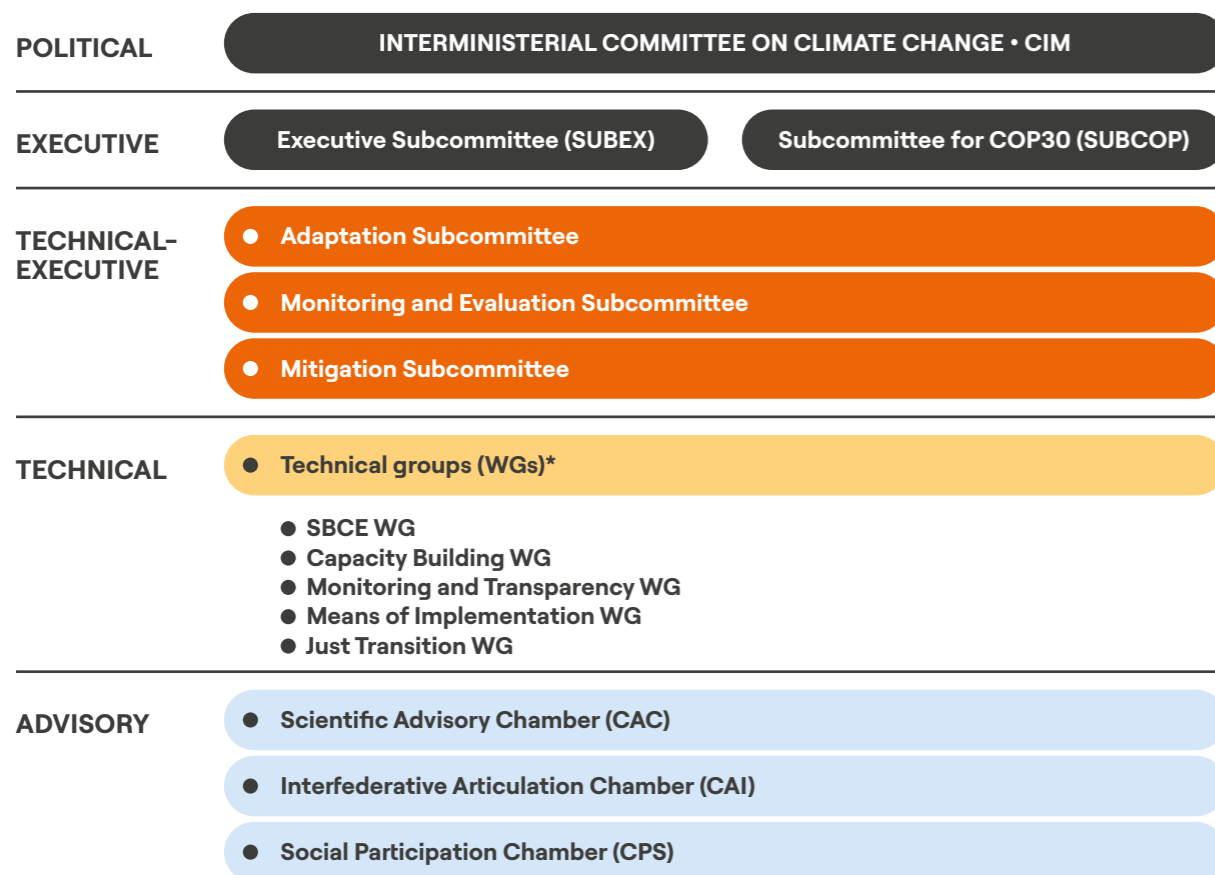 POLITICAL
INTERMINISTERIAL COMMITTEE ON CLIMATE CHANGE • CIM
EXECUTIVE
Executive Subcommittee (SUBEX)
Subcommittee for COP30 (SUBCOP)
TECHNICAL-
EXECUTIVE
Adaptation Subcommittee
Monitoring and Evaluation Subcommittee
Mitigation Subcommittee
TECHNICAL
Technical groups (WGs)*
SBCE WG
Capacity Building WG
Monitoring and Transparency WG
Means of Implementation WG
Just Transition WG
ADVISORY
Scientific Advisory Chamber (CAC)
Interfederative Articulation Chamber (CAI)
Social Participation Chamber (CPS)